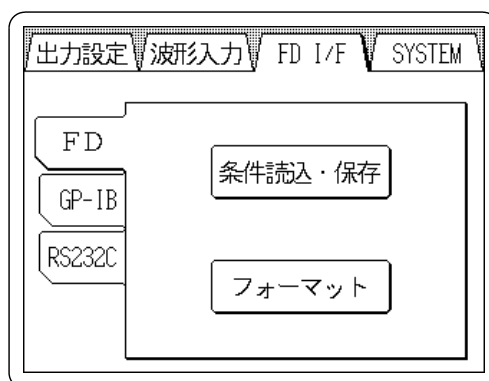 出力設定 波形入力 FD I/F SYSTEM
FD
条件読込・保存
GP-IB
RS232C
フォーマット